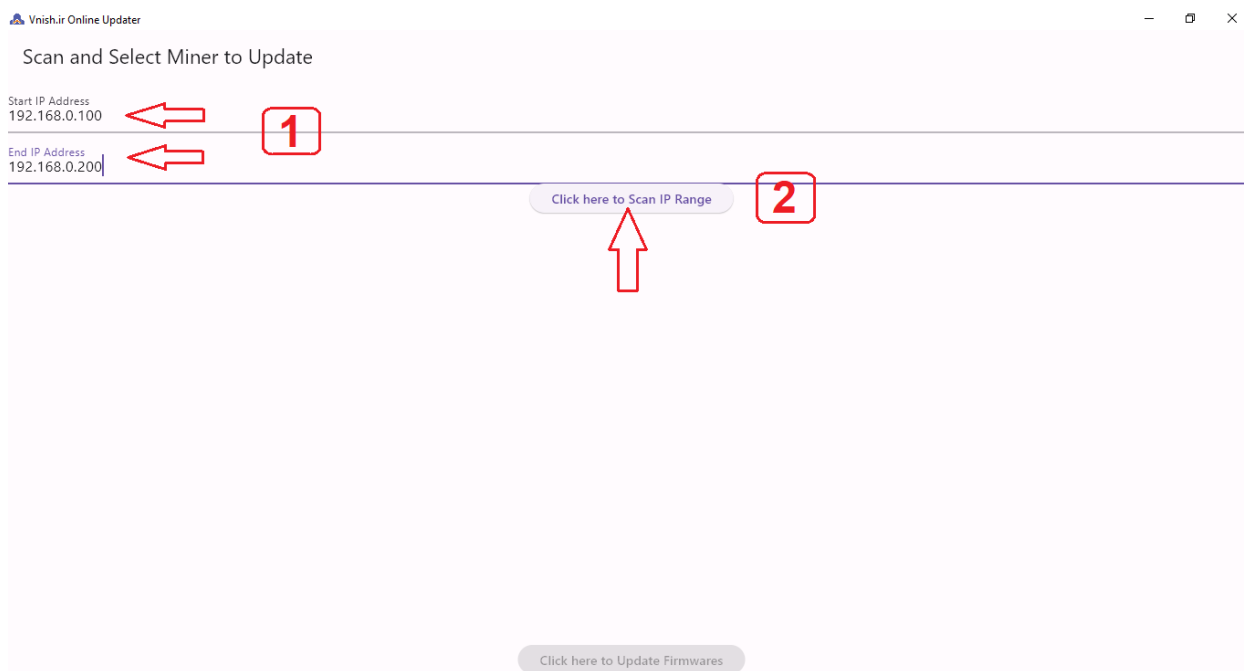 Vnish.ir Online Updater
Scan and Select Miner to Update
Start IP Address
192.168.0.100
1
End IP Address
192.168.0.200
Click here to Scan IP Range
2
Click here to Update Firmwares